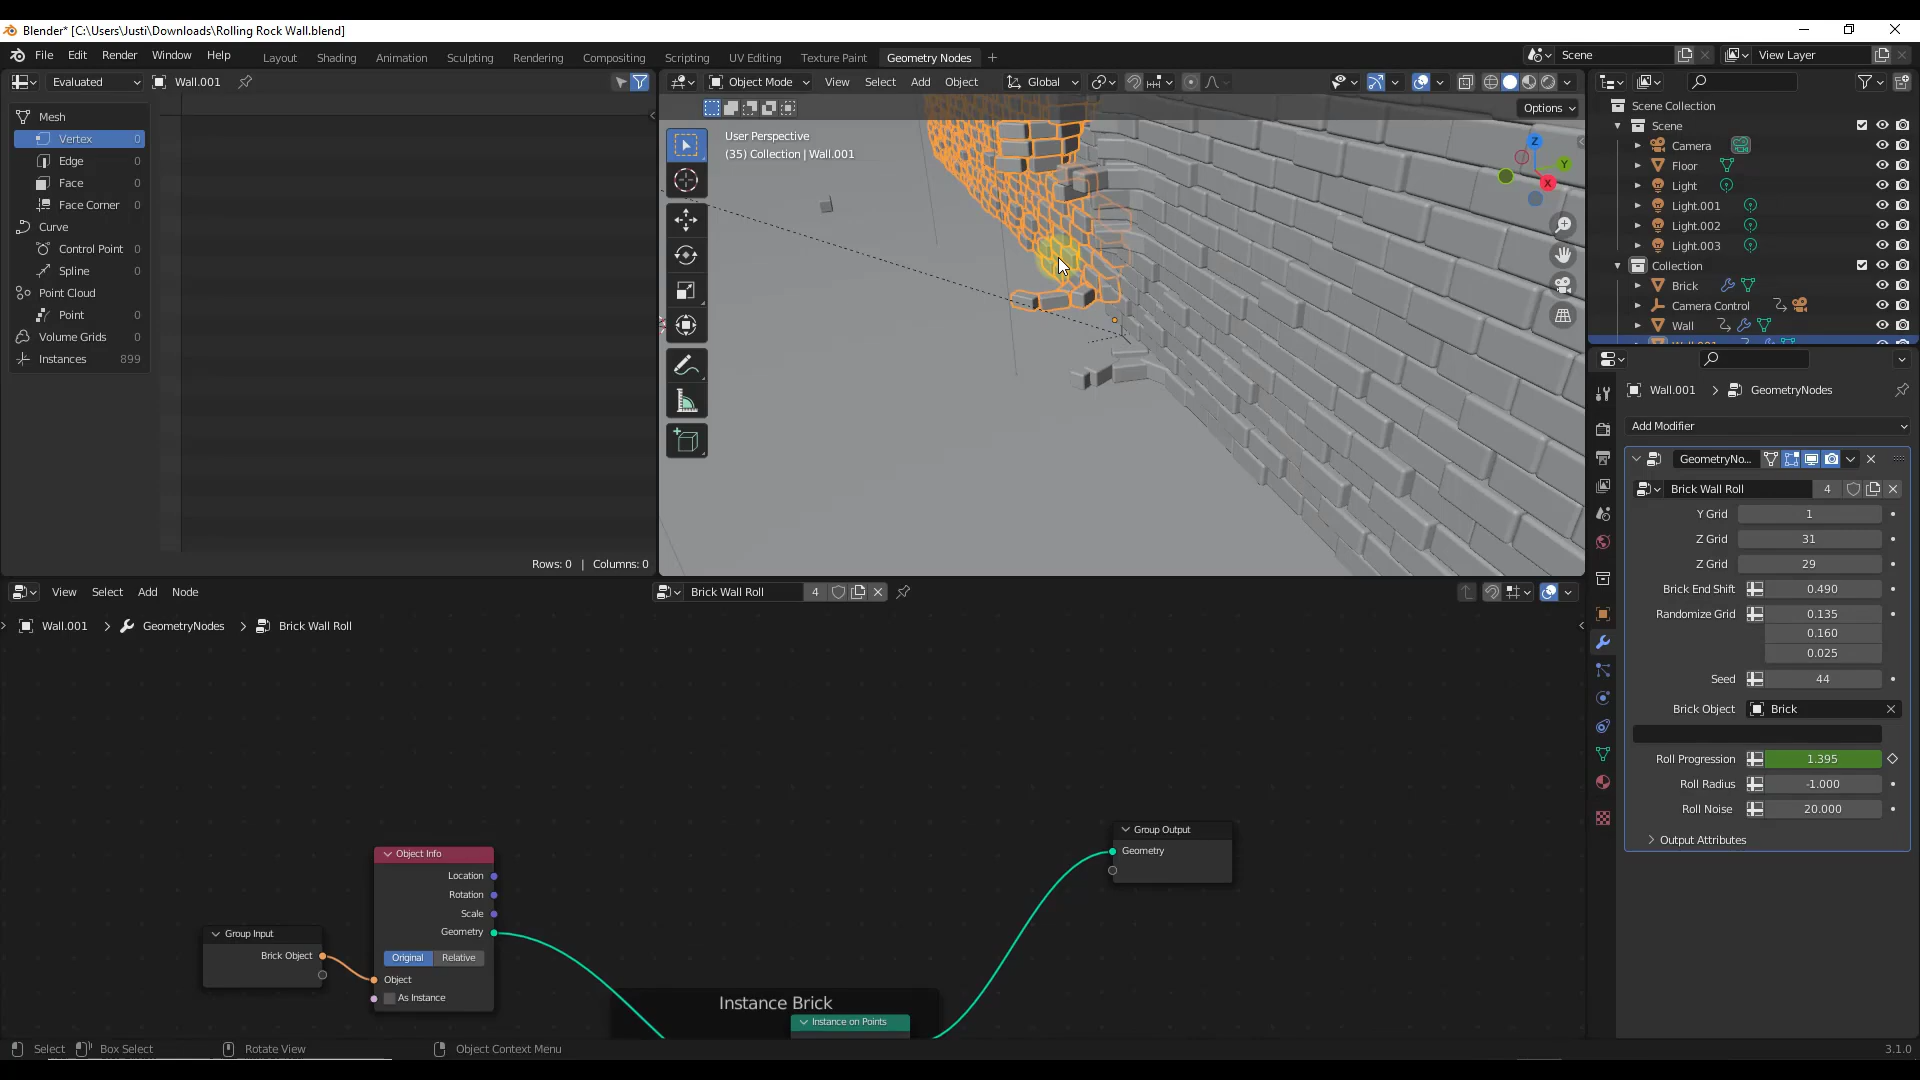 Blender* [C:\Users\Justi\Downloads\Rolling Rock Wall.blend]
File Edit Render Window Help Layout Shading Animation Sculpting Rendering Compositing Scripting UV Editing Texture Paint Geometry Nodes + Scene View Layer
Evaluated Wall.001
Object Mode View Select Add Object Global
Options
Mesh
Vertex 0
Edge 0
Face 0
Face Corner 0
Curve
Control Point 0
Spline 0
Point Cloud
Point 0
Volume Grids 0
Instances 899
Rows: 0 | Columns: 0
User Perspective
(35) Collection | Wall.001
Z
Y
X
Scene Collection
Scene
Camera
Floor
Light
Light.001
Light.002
Light.003
Collection
Brick
Camera Control
Wall
Wall.001 > GeometryNodes
Add Modifier
GeometryNo...
Brick Wall Roll 4
Y Grid 1
Z Grid 31
Z Grid 29
Brick End Shift 0.490
Randomize Grid 0.135
0.160
0.025
Seed 44
Brick Object Brick
Roll Progression 1.395
Roll Radius -1.000
Roll Noise 20.000
Output Attributes
View Select Add Node Brick Wall Roll 4
Wall.001 > GeometryNodes > Brick Wall Roll
Group Input
Brick Object
Object Info
Location
Rotation
Scale
Geometry
Original Relative
Object
As Instance
Instance Brick
Instance on Points
Group Output
Geometry
Select Box Select Rotate View Object Context Menu 3.1.0